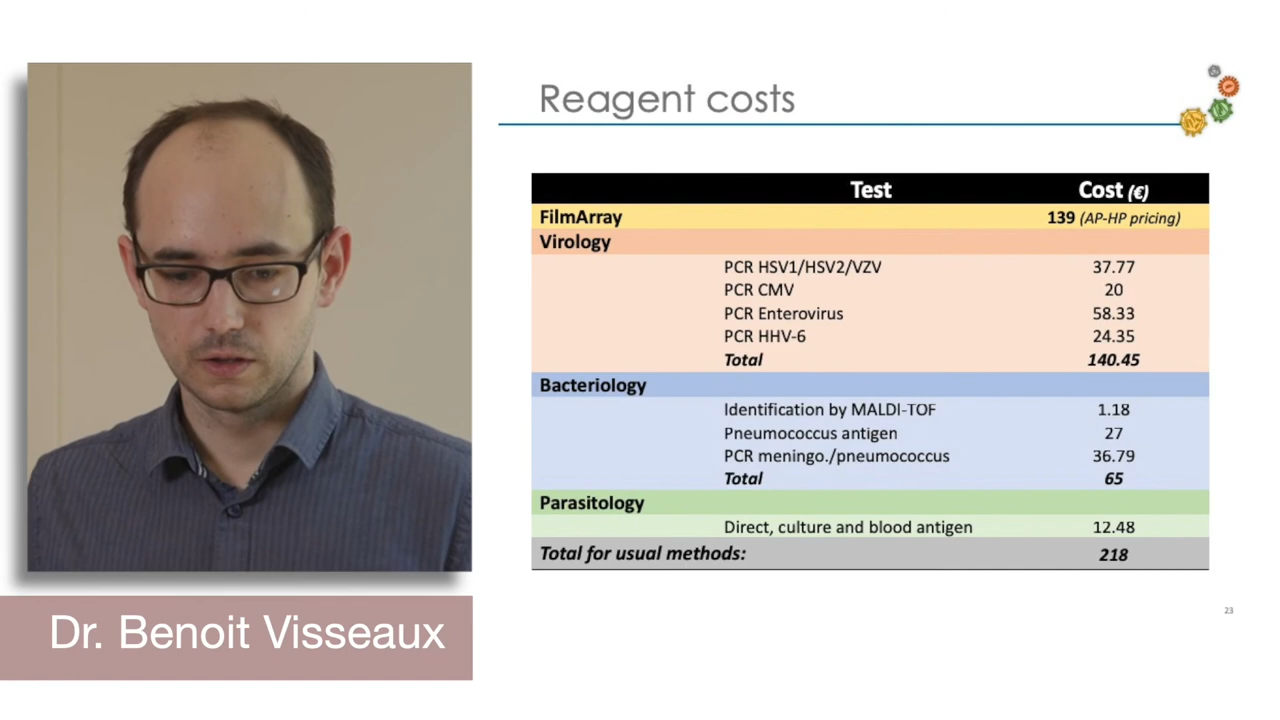 Reagent costs
Test Cost (€)
FilmArray 139 (AP-HP pricing)
Virology
PCR HSV1/HSV2/VZV 37.77
PCR CMV 20
PCR Enterovirus 58.33
PCR HHV-6 24.35
Total 140.45
Bacteriology
Identification by MALDI-TOF 1.18
Pneumococcus antigen 27
PCR meningo./pneumococcus 36.79
Total 65
Parasitology
Direct, culture and blood antigen 12.48
Total for usual methods: 218
23
Dr. Benoit Visseaux